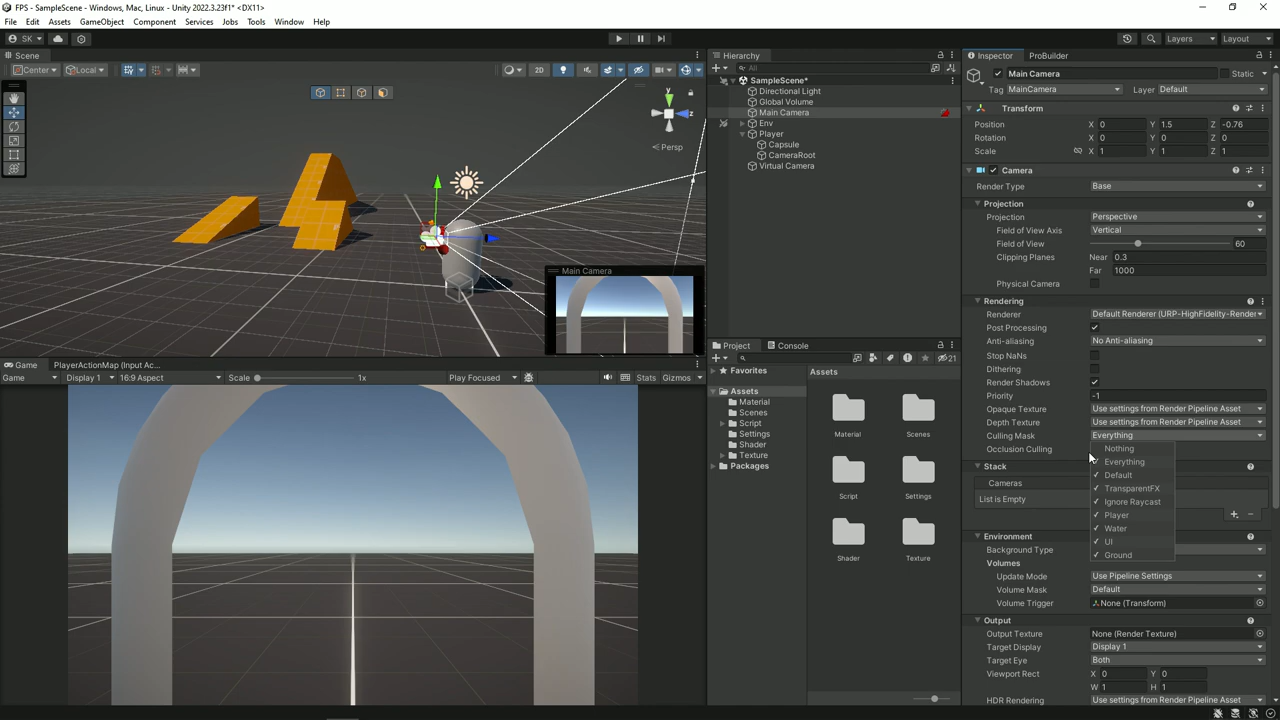 FPS - SampleScene - Windows, Mac, Linux - Unity 2022.3.23f1* <DX11>
File Edit Assets GameObject Component Services Jobs Tools Window Help
SK Layers Layout
Scene
Center Local 2D
y
z
Persp
Main Camera
Game PlayerActionMap (Input Ac...
Game Display 1 16:9 Aspect Scale 1x Play Focused Stats Gizmos
Hierarchy
All
SampleScene*
Directional Light
Global Volume
Main Camera
Env
Player
Capsule
CameraRoot
Virtual Camera
Project Console
21
Favorites
Assets
Material
Scenes
Script
Settings
Shader
Texture
Packages
Assets
Material Scenes
Script Settings
Shader Texture
Inspector ProBuilder
Main Camera Static
Tag MainCamera Layer Default
Transform
Position X 0 Y 1.5 Z -0.76
Rotation X 0 Y 0 Z 0
Scale X 1 Y 1 Z 1
Camera
Render Type Base
Projection
Projection Perspective
Field of View Axis Vertical
Field of View 60
Clipping Planes Near 0.3
Far 1000
Physical Camera
Rendering
Renderer Default Renderer (URP-HighFidelity-Render
Post Processing
Anti-aliasing No Anti-aliasing
Stop NaNs
Dithering
Render Shadows
Priority -1
Opaque Texture Use settings from Render Pipeline Asset
Depth Texture Use settings from Render Pipeline Asset
Culling Mask Everything
Occlusion Culling
Nothing
Everything
Default
TransparentFX
Ignore Raycast
Player
Water
UI
Ground
Stack
Cameras
List is Empty
Environment
Background Type
Volumes
Update Mode Use Pipeline Settings
Volume Mask Default
Volume Trigger None (Transform)
Output
Output Texture None (Render Texture)
Target Display Display 1
Target Eye Both
Viewport Rect X 0 Y 0
W 1 H 1
HDR Rendering Use settings from Render Pipeline Asset